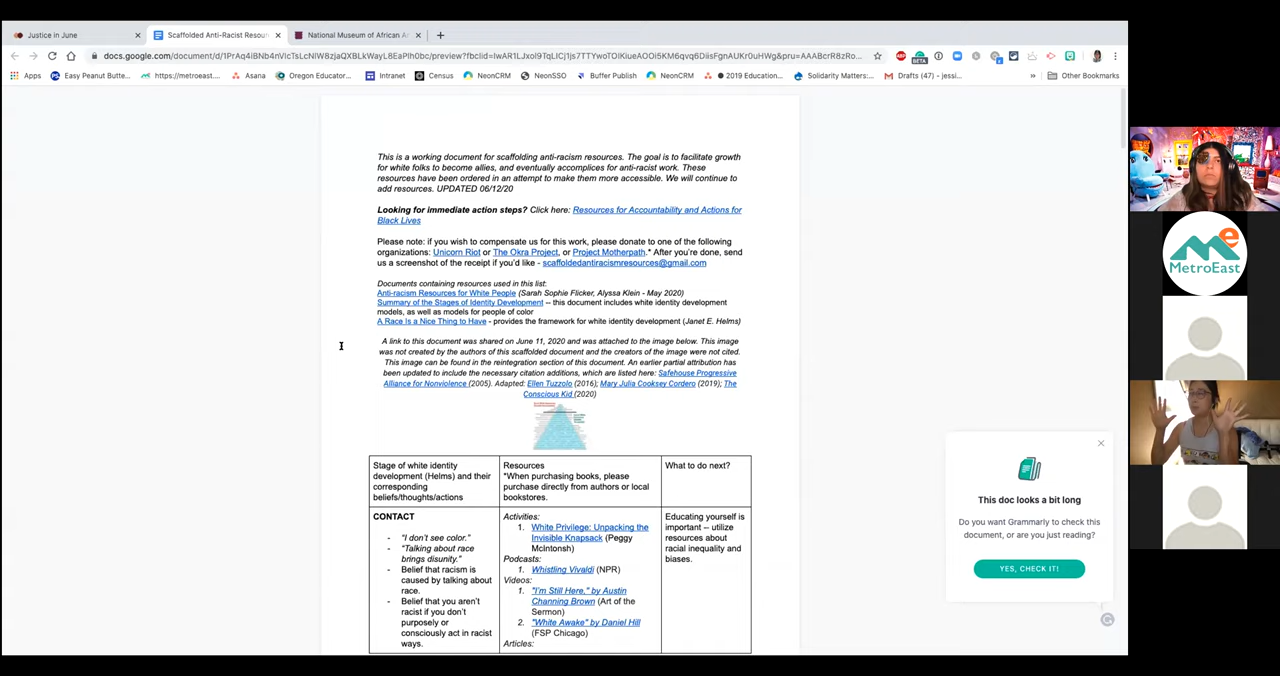 Justice in June
Scaffolded Anti-Racist Resour
National Museum of African A
docs.google.com/document/d/1PrAq4iBNb4nVlcTsLcNlW8zjaQXBLkWayL8EaPIh0bc/preview?fbclid=IwAR1LJxol9TqLICj1js7TTYwoTOlKiueAOOi5KM6qvq6DiisFgnAUKr0uHWg&pru=AAABcrR8zRo...
Apps
Easy Peanut Butte...
https://metroeast....
Asana
Oregon Educator...
Intranet
Census
NeonCRM
NeonSSO
Buffer Publish
NeonCRM
2019 Education...
Solidarity Matters:...
Drafts (47) - jessi...
»
Other Bookmarks
BETA
This is a working document for scaffolding anti-racism resources. The goal is to facilitate growth
for white folks to become allies, and eventually accomplices for anti-racist work. These
resources have been ordered in an attempt to make them more accessible. We will continue to
add resources. UPDATED 06/12/20
Looking for immediate action steps? Click here: Resources for Accountability and Actions for
Black Lives
Please note: if you wish to compensate us for this work, please donate to one of the following
organizations: Unicorn Riot or The Okra Project, or Project Motherpath.* After you're done, send
us a screenshot of the receipt if you'd like - scaffoldedantiracismresources@gmail.com
Documents containing resources used in this list:
Anti-racism Resources for White People (Sarah Sophie Flicker, Alyssa Klein - May 2020)
Summary of the Stages of Identity Development -- this document includes white identity development
models, as well as models for people of color
A Race Is a Nice Thing to Have - provides the framework for white identity development (Janet E. Helms)
A link to this document was shared on June 11, 2020 and was attached to the image below. This image
was not created by the authors of this scaffolded document and the creators of the image were not cited.
This image can be found in the reintegration section of this document. An earlier partial attribution has
been updated to include the necessary citation additions, which are listed here: Safehouse Progressive
Alliance for Nonviolence (2005). Adapted: Ellen Tuzzolo (2016); Mary Julia Cooksey Cordero (2019); The
Conscious Kid (2020)
Stage of white identity
development (Helms) and their
corresponding
beliefs/thoughts/actions
Resources
*When purchasing books, please
purchase directly from authors or local
bookstores.
What to do next?
CONTACT
- "I don't see color."
- "Talking about race
brings disunity."
- Belief that racism is
caused by talking about
race.
- Belief that you aren't
racist if you don't
purposely or
consciously act in racist
ways.
Activities:
1. White Privilege: Unpacking the
Invisible Knapsack (Peggy
McIntonsh)
Podcasts:
1. Whistling Vivaldi (NPR)
Videos:
1. "I'm Still Here," by Austin
Channing Brown (Art of the
Sermon)
2. "White Awake" by Daniel Hill
(FSP Chicago)
Articles:
Educating yourself is
important -- utilize
resources about
racial inequality and
biases.
This doc looks a bit long
Do you want Grammarly to check this
document, or are you just reading?
YES, CHECK IT!
MetroEast